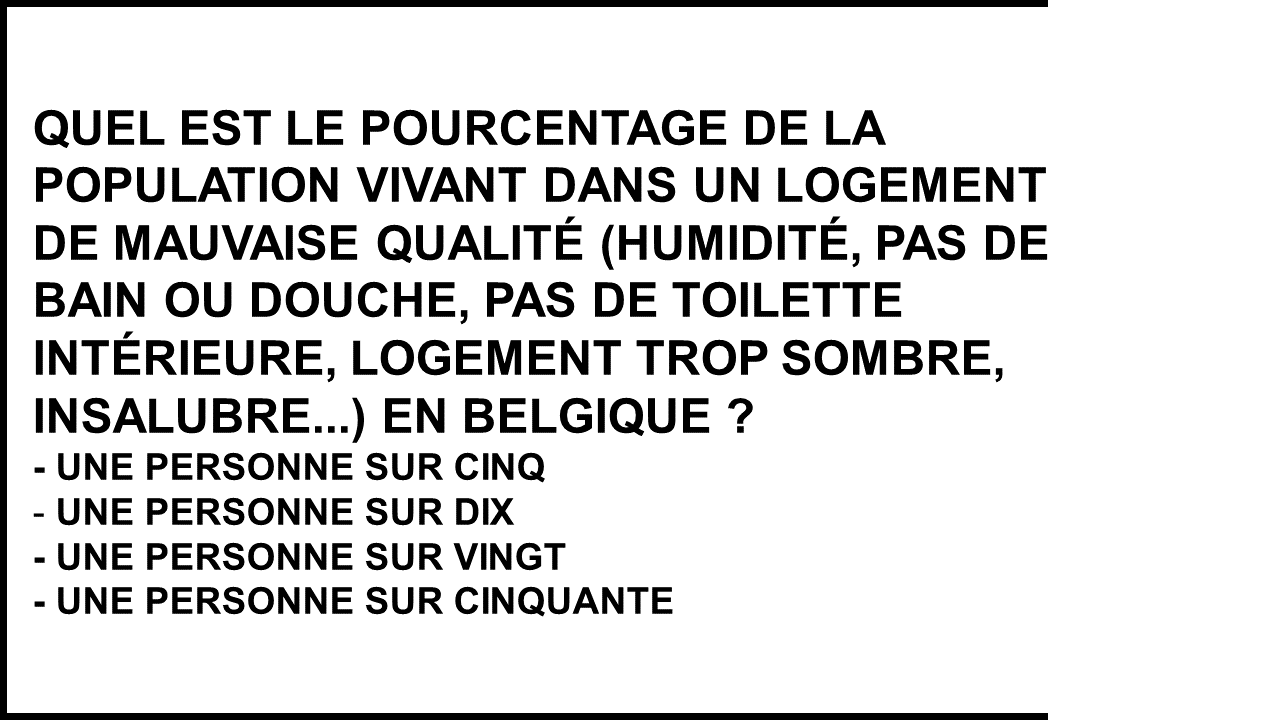 QUEL EST LE POURCENTAGE DE LA
POPULATION VIVANT DANS UN LOGEMENT
DE MAUVAISE QUALITÉ (HUMIDITÉ, PAS DE
BAIN OU DOUCHE, PAS DE TOILETTE
INTÉRIEURE, LOGEMENT TROP SOMBRE,
INSALUBRE...) EN BELGIQUE ?
- UNE PERSONNE SUR CINQ
- UNE PERSONNE SUR DIX
- UNE PERSONNE SUR VINGT
- UNE PERSONNE SUR CINQUANTE